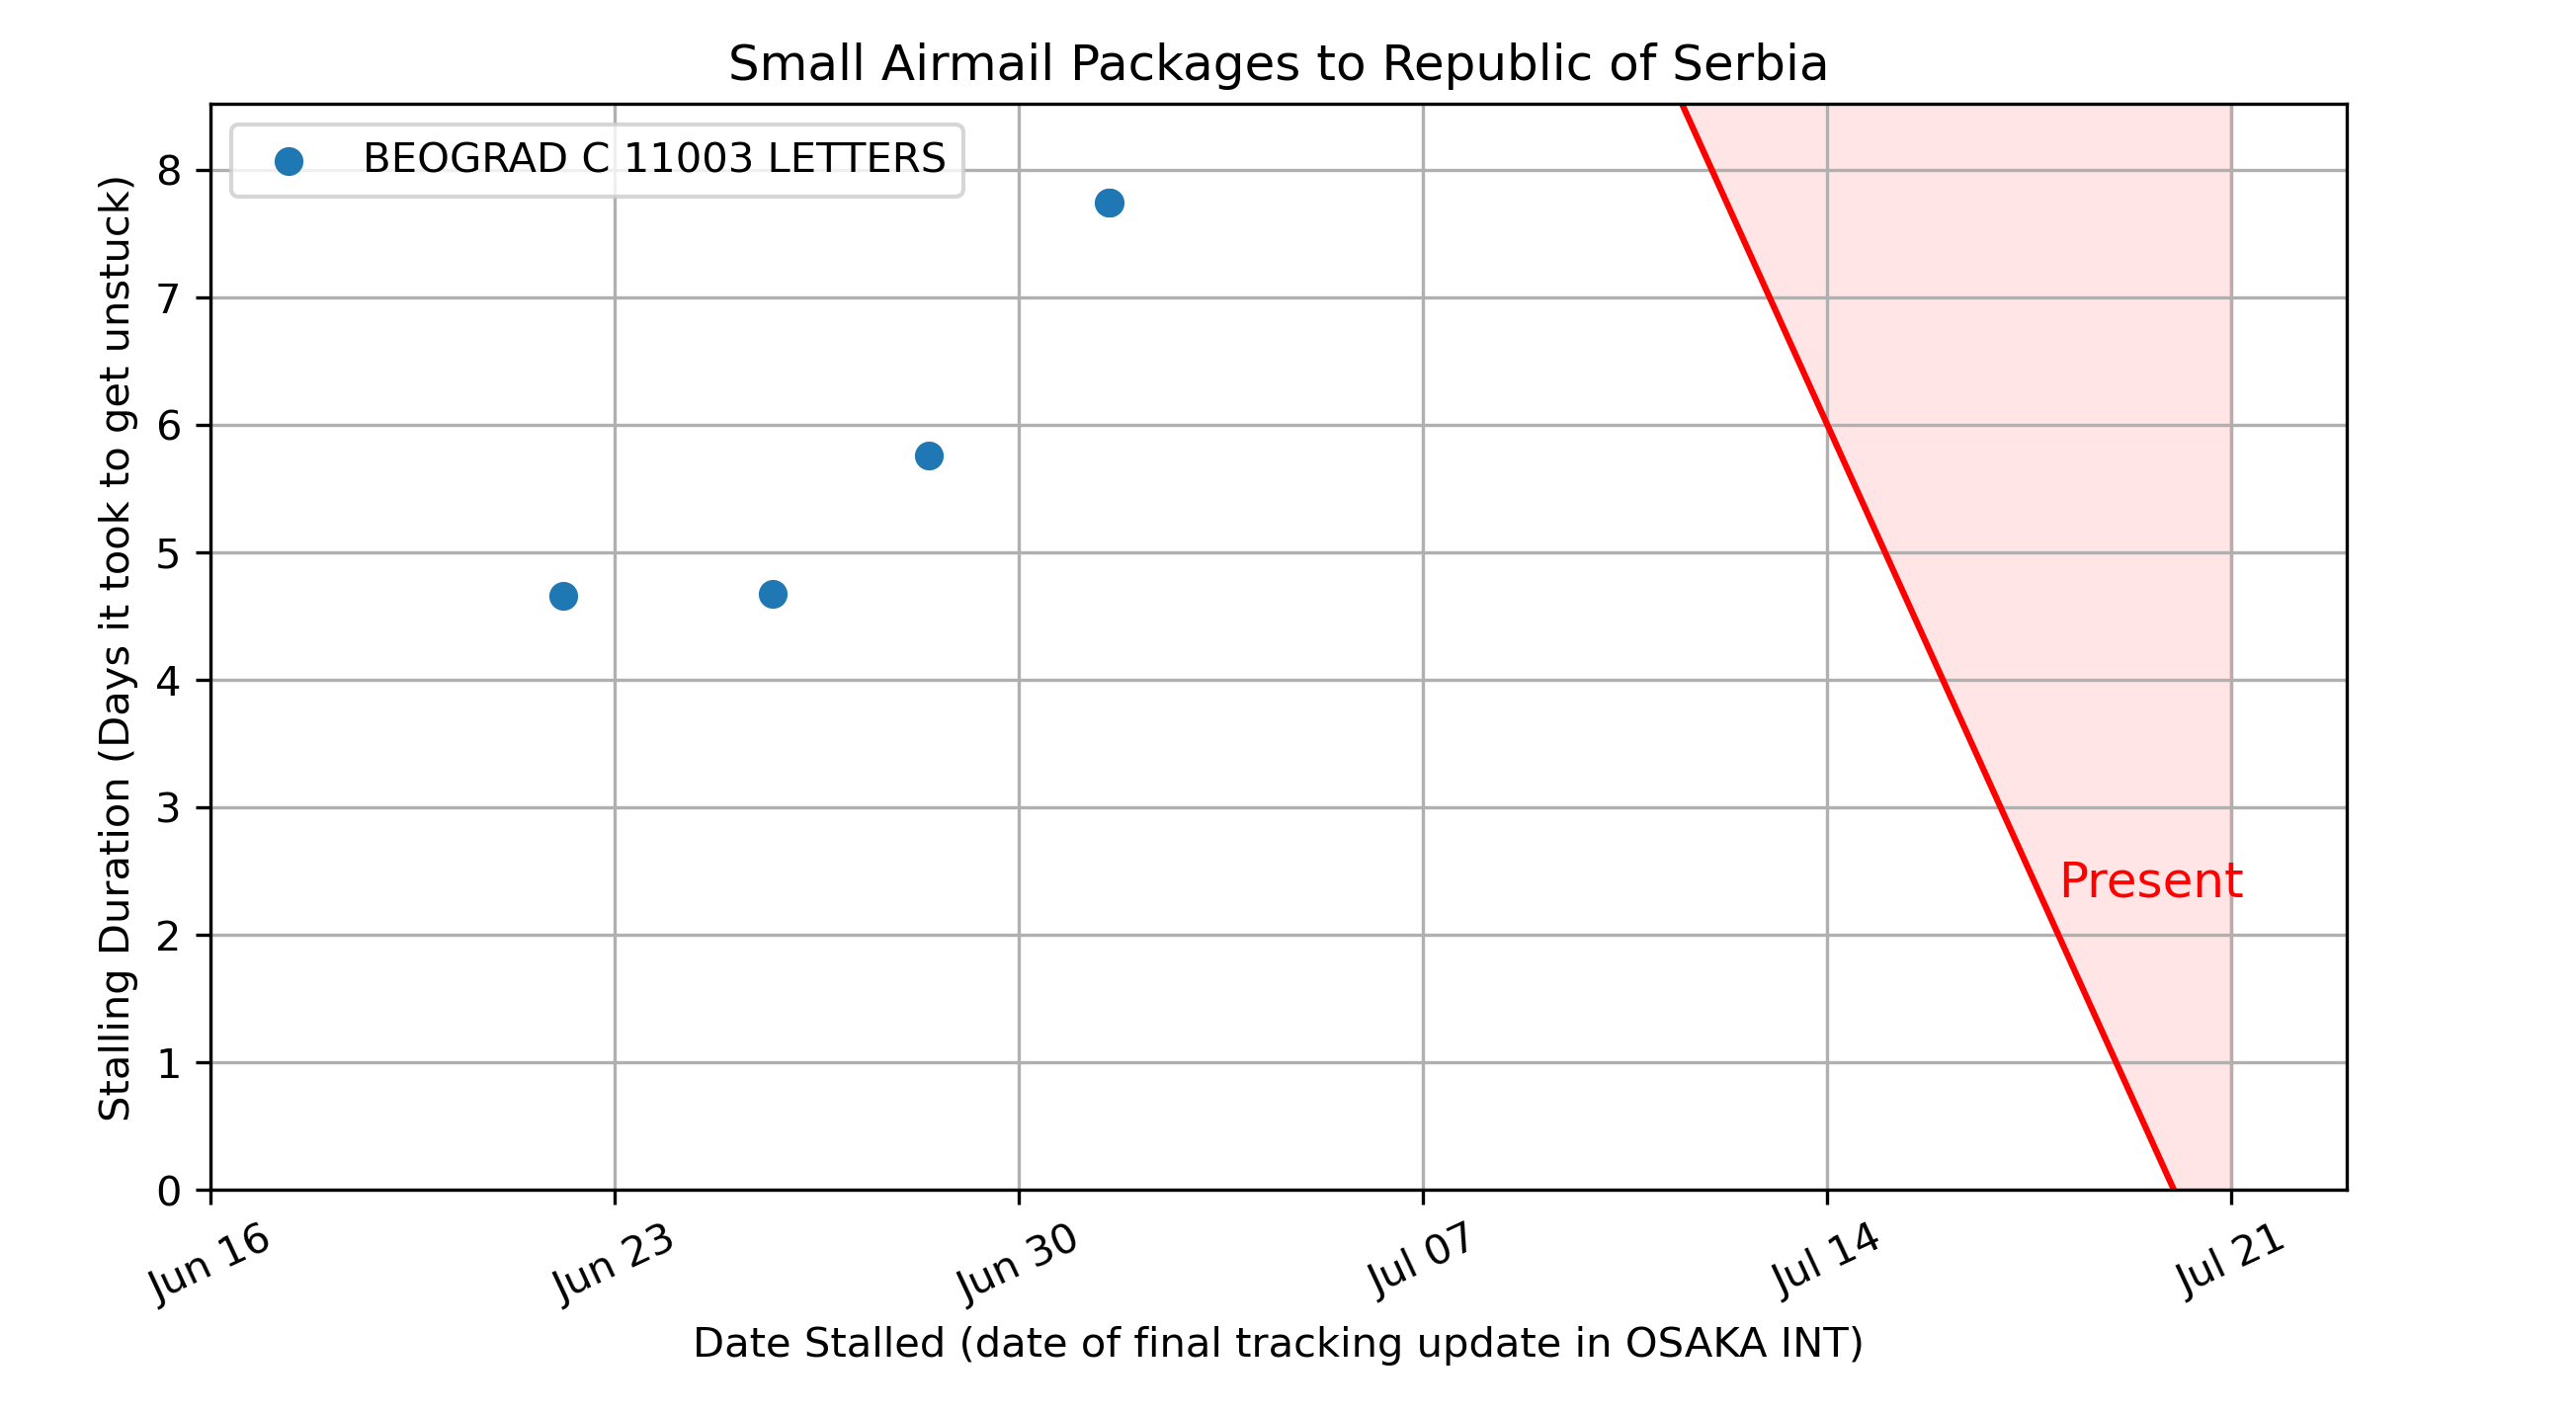 Small Airmail Packages to Republic of Serbia
BEOGRAD C 11003 LETTERS
Stalling Duration (Days it took to get unstuck)
8
7
6
5
4
3
2
1
0
Present
Jun 16
Jun 23
Jun 30
Jul 07
Jul 14
Jul 21
Date Stalled (date of final tracking update in OSAKA INT)